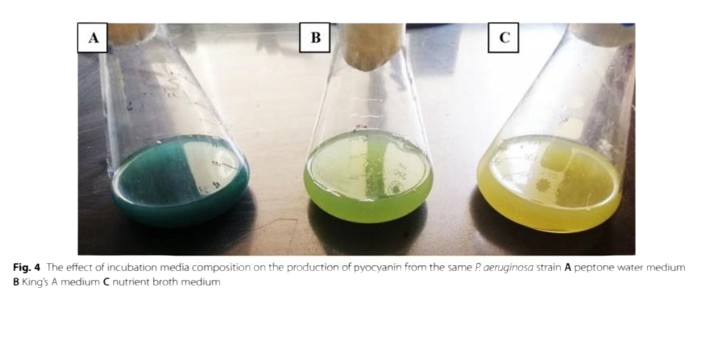 A B C
Fig. 4 The effect of incubation media composition on the production of pyocyanin from the same P. aeruginosa strain A peptone water medium
B King's A medium C nutrient broth medium